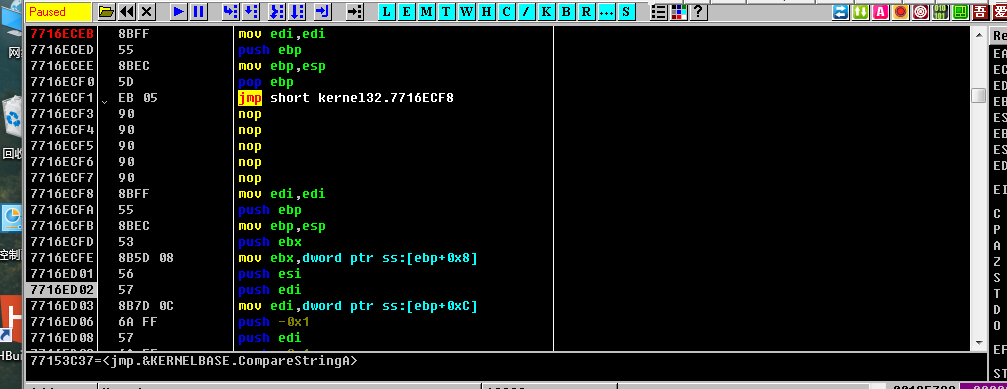 Paused L E M T W H C / K B R ... S ?
7716ECEB 8BFF mov edi,edi Re
7716ECED 55 push ebp EA
7716ECEE 8BEC mov ebp,esp EC
7716ECF0 5D pop ebp ED
7716ECF1 EB 05 jmp short kernel32.7716ECF8 EB
7716ECF3 90 nop ES
7716ECF4 90 nop EB
7716ECF5 90 nop ES
7716ECF6 90 nop ED
7716ECF7 90 nop
7716ECF8 8BFF mov edi,edi EI
7716ECFA 55 push ebp C
7716ECFB 8BEC mov ebp,esp P
7716ECFD 53 push ebx A
7716ECFE 8B5D 08 mov ebx,dword ptr ss:[ebp+0x8] Z
7716ED01 56 push esi S
7716ED02 57 push edi T
7716ED03 8B7D 0C mov edi,dword ptr ss:[ebp+0xC] D
7716ED06 6A FF push -0x1 O
7716ED08 57 push edi EF
77153C37=<jmp.&KERNELBASE.CompareStringA> ST
回收
控制面
HBui